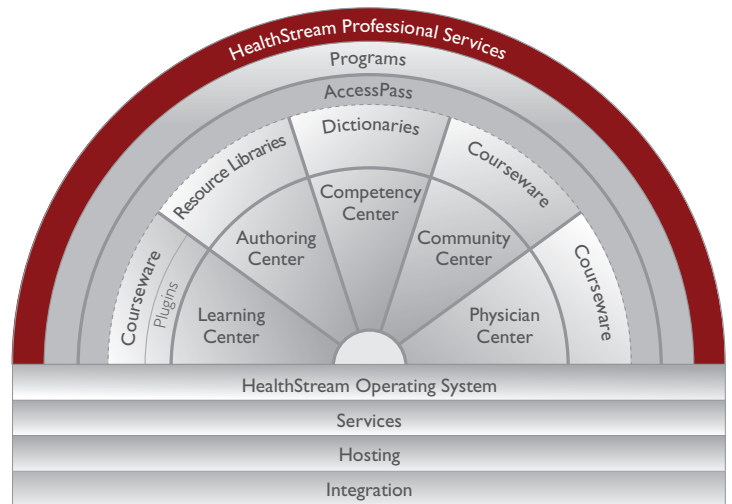 HealthStream Professional Services
Programs
AccessPass
Dictionaries
Resource Libraries
Courseware
Courseware
Plugins
Courseware
Competency
Center
Authoring
Center
Community
Center
Learning
Center
Physician
Center
HealthStream Operating System
Services
Hosting
Integration